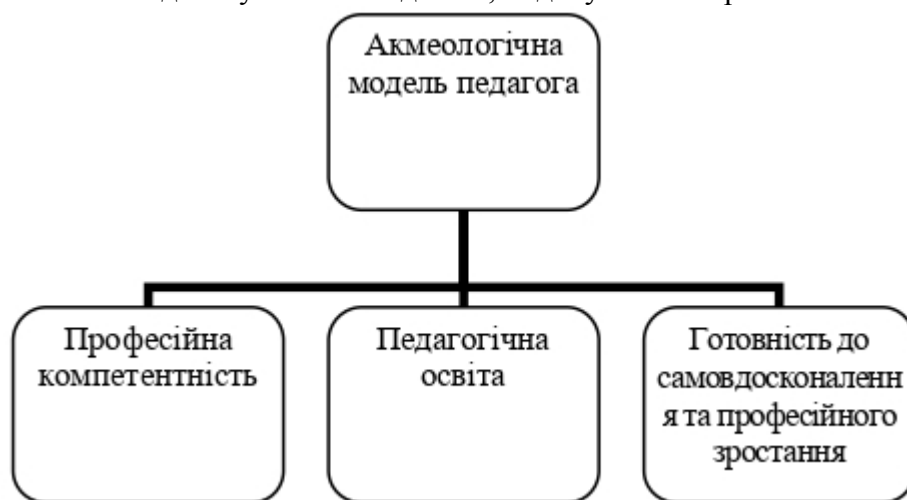 Акмеологічна
модель педагога
Професійна
компетентність
Педагогічна
освіта
Готовність до
самовдосконаленн
я та професійного
зростання